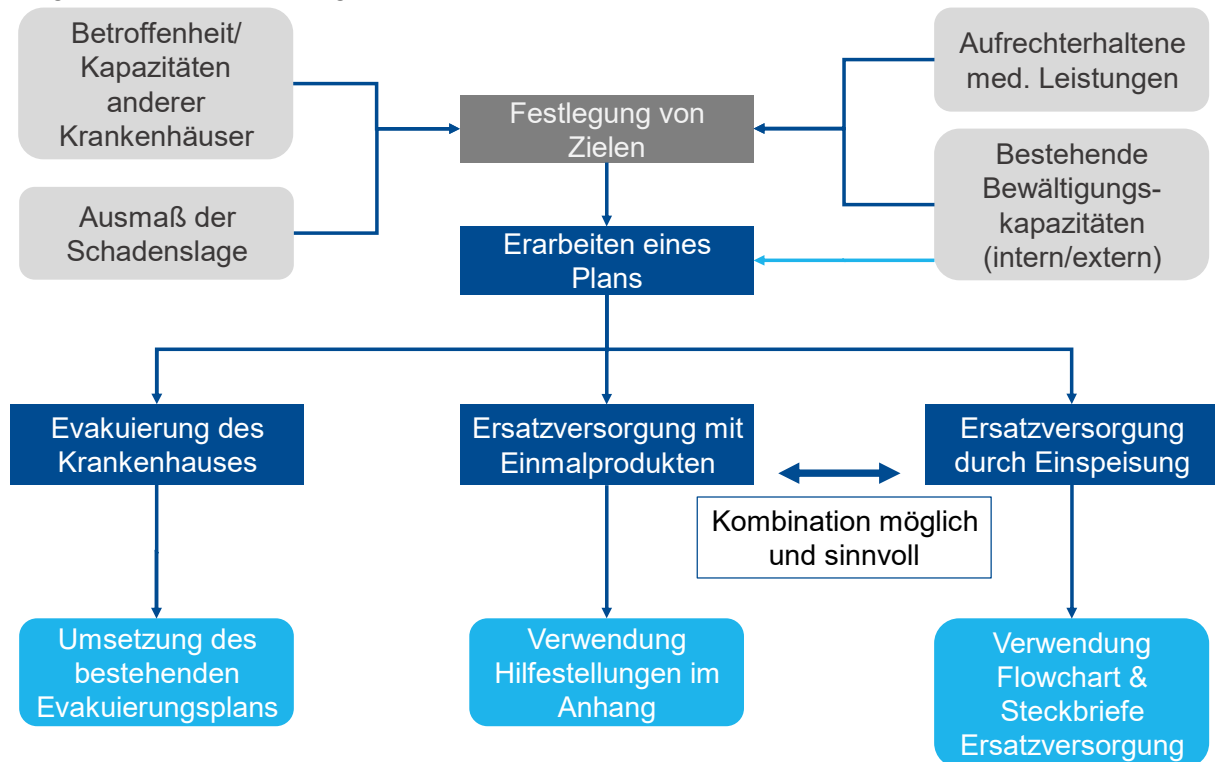 Betroffenheit/
Kapazitäten
anderer
Krankenhäuser
Aufrechterhaltene
med. Leistungen
Festlegung von
Zielen
Ausmaß der
Schadenslage
Bestehende
Bewältigungs-
kapazitäten
(intern/extern)
Erarbeiten eines
Plans
Evakuierung des
Krankenhauses
Ersatzversorgung mit
Einmalprodukten
Ersatzversorgung
durch Einspeisung
Kombination möglich
und sinnvoll
Umsetzung des
bestehenden
Evakuierungsplans
Verwendung
Hilfestellungen im
Anhang
Verwendung
Flowchart &
Steckbriefe
Ersatzversorgung